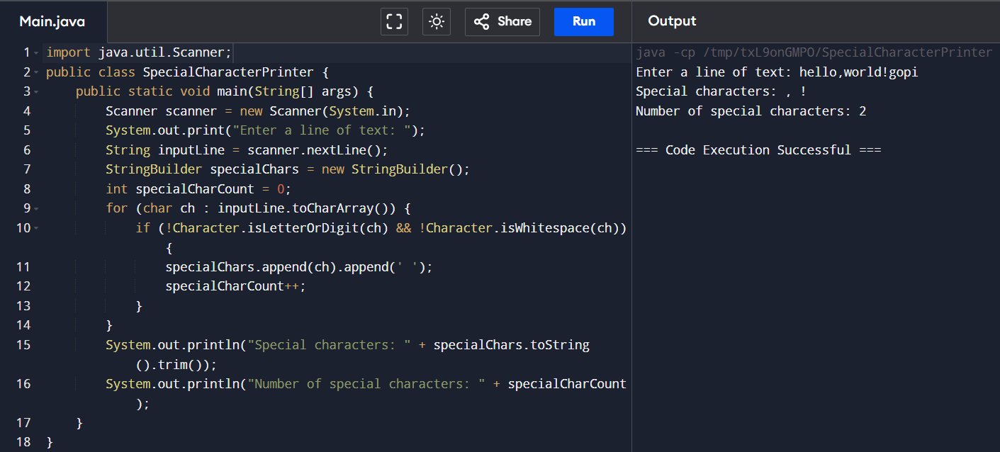 Main.java
Share
Run
Output
1 import java.util.Scanner;
2 public class SpecialCharacterPrinter {
3     public static void main(String[] args) {
4         Scanner scanner = new Scanner(System.in);
5         System.out.print("Enter a line of text: ");
6         String inputLine = scanner.nextLine();
7         StringBuilder specialChars = new StringBuilder();
8         int specialCharCount = 0;
9         for (char ch : inputLine.toCharArray()) {
10             if (!Character.isLetterOrDigit(ch) && !Character.isWhitespace(ch))
                {
11                 specialChars.append(ch).append(' ');
12                 specialCharCount++;
13             }
14         }
15         System.out.println("Special characters: " + specialChars.toString
            ().trim());
16         System.out.println("Number of special characters: " + specialCharCount
            );
17     }
18 }
java -cp /tmp/txL9onGMPO/SpecialCharacterPrinter
Enter a line of text: hello,world!gopi
Special characters: , !
Number of special characters: 2
=== Code Execution Successful ===